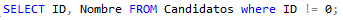 SELECT ID, Nombre FROM Candidatos where ID != 0;